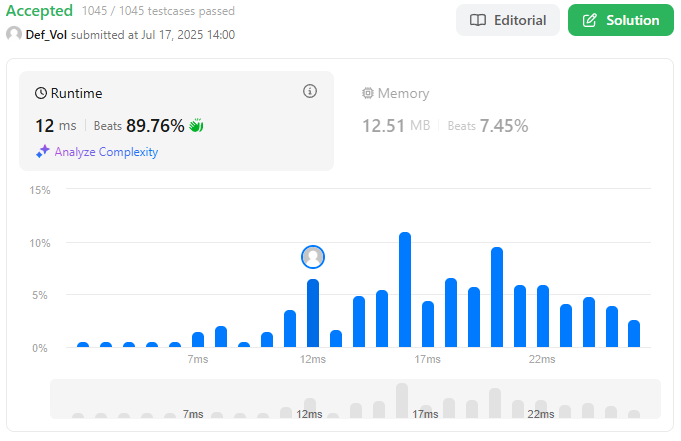 Accepted 1045 / 1045 testcases passed
Editorial
Solution
Def_Vol submitted at Jul 17, 2025 14:00
Runtime
12 ms Beats 89.76%
Analyze Complexity
Memory
12.51 MB Beats 7.45%
15%
10%
5%
0%
7ms 12ms 17ms 22ms
7ms 12ms 17ms 22ms